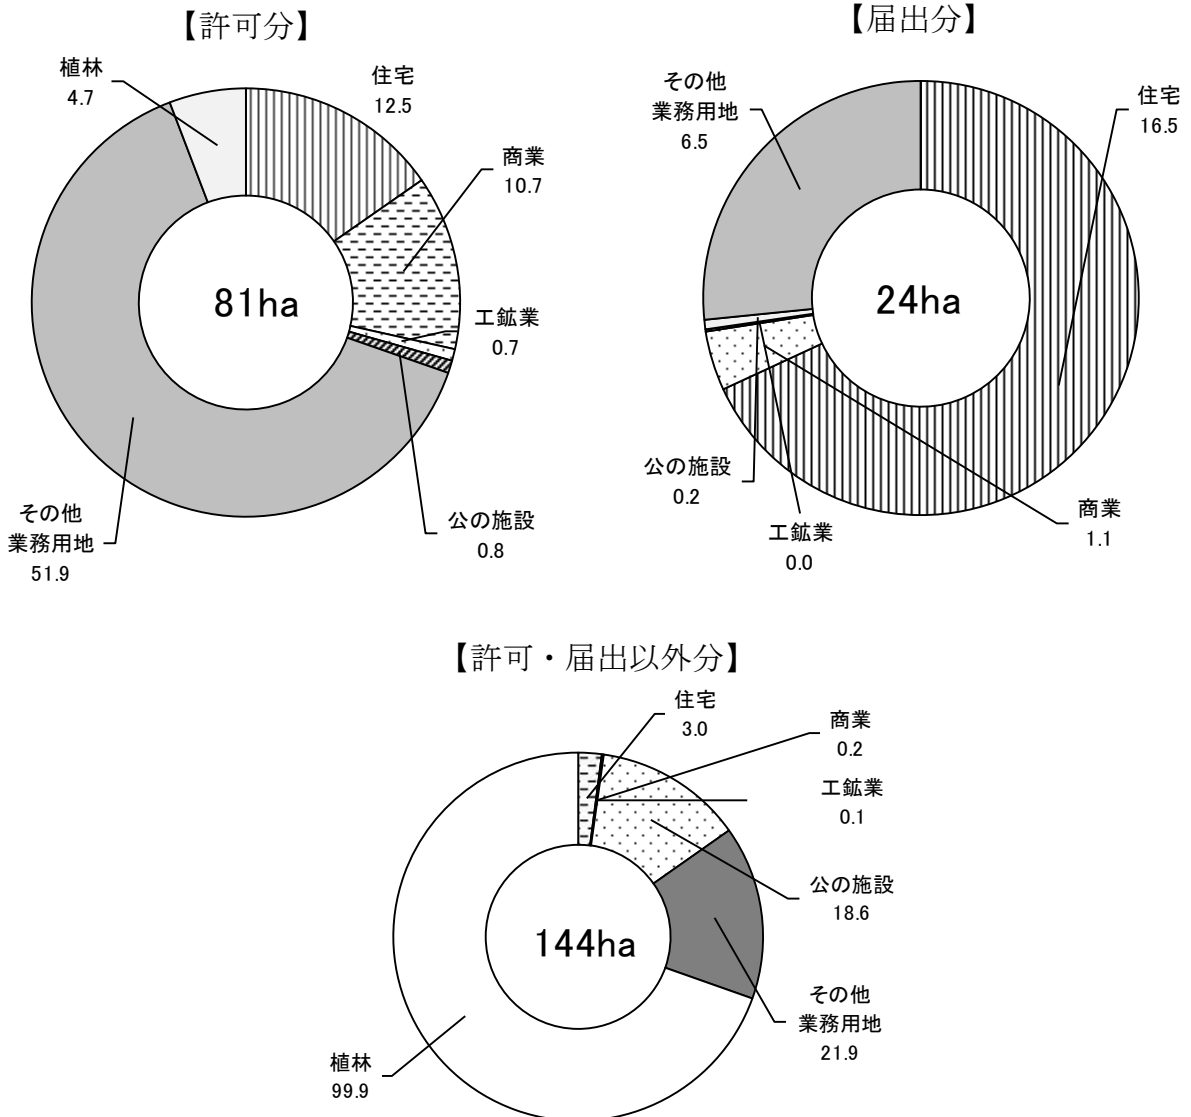 【許可分】
植林
4.7
住宅
12.5
商業
10.7
工鉱業
0.7
公の施設
0.8
その他
業務用地
51.9
81ha
【届出分】
その他
業務用地
6.5
住宅
16.5
24ha
公の施設
0.2
工鉱業
0.0
商業
1.1
【許可・届出以外分】
住宅
3.0
商業
0.2
工鉱業
0.1
公の施設
18.6
その他
業務用地
21.9
植林
99.9
144ha